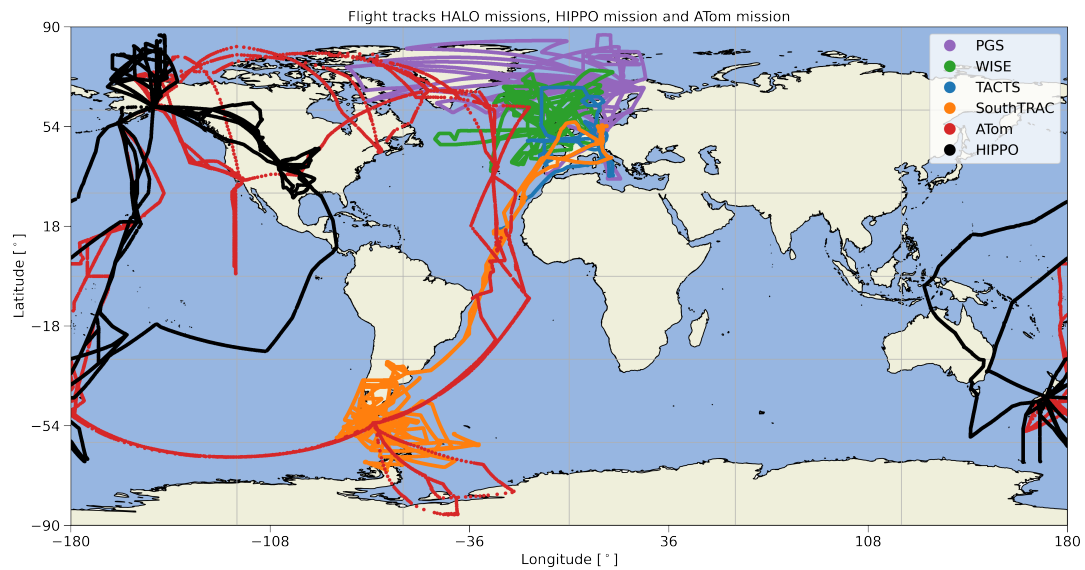 Flight tracks HALO missions, HIPPO mission and ATom mission
PGS
WISE
TACTS
SouthTRAC
ATom
HIPPO
90
54
18
−18
−54
−90
Latitude [°]
−180
−108
−36
36
108
180
Longitude [°]